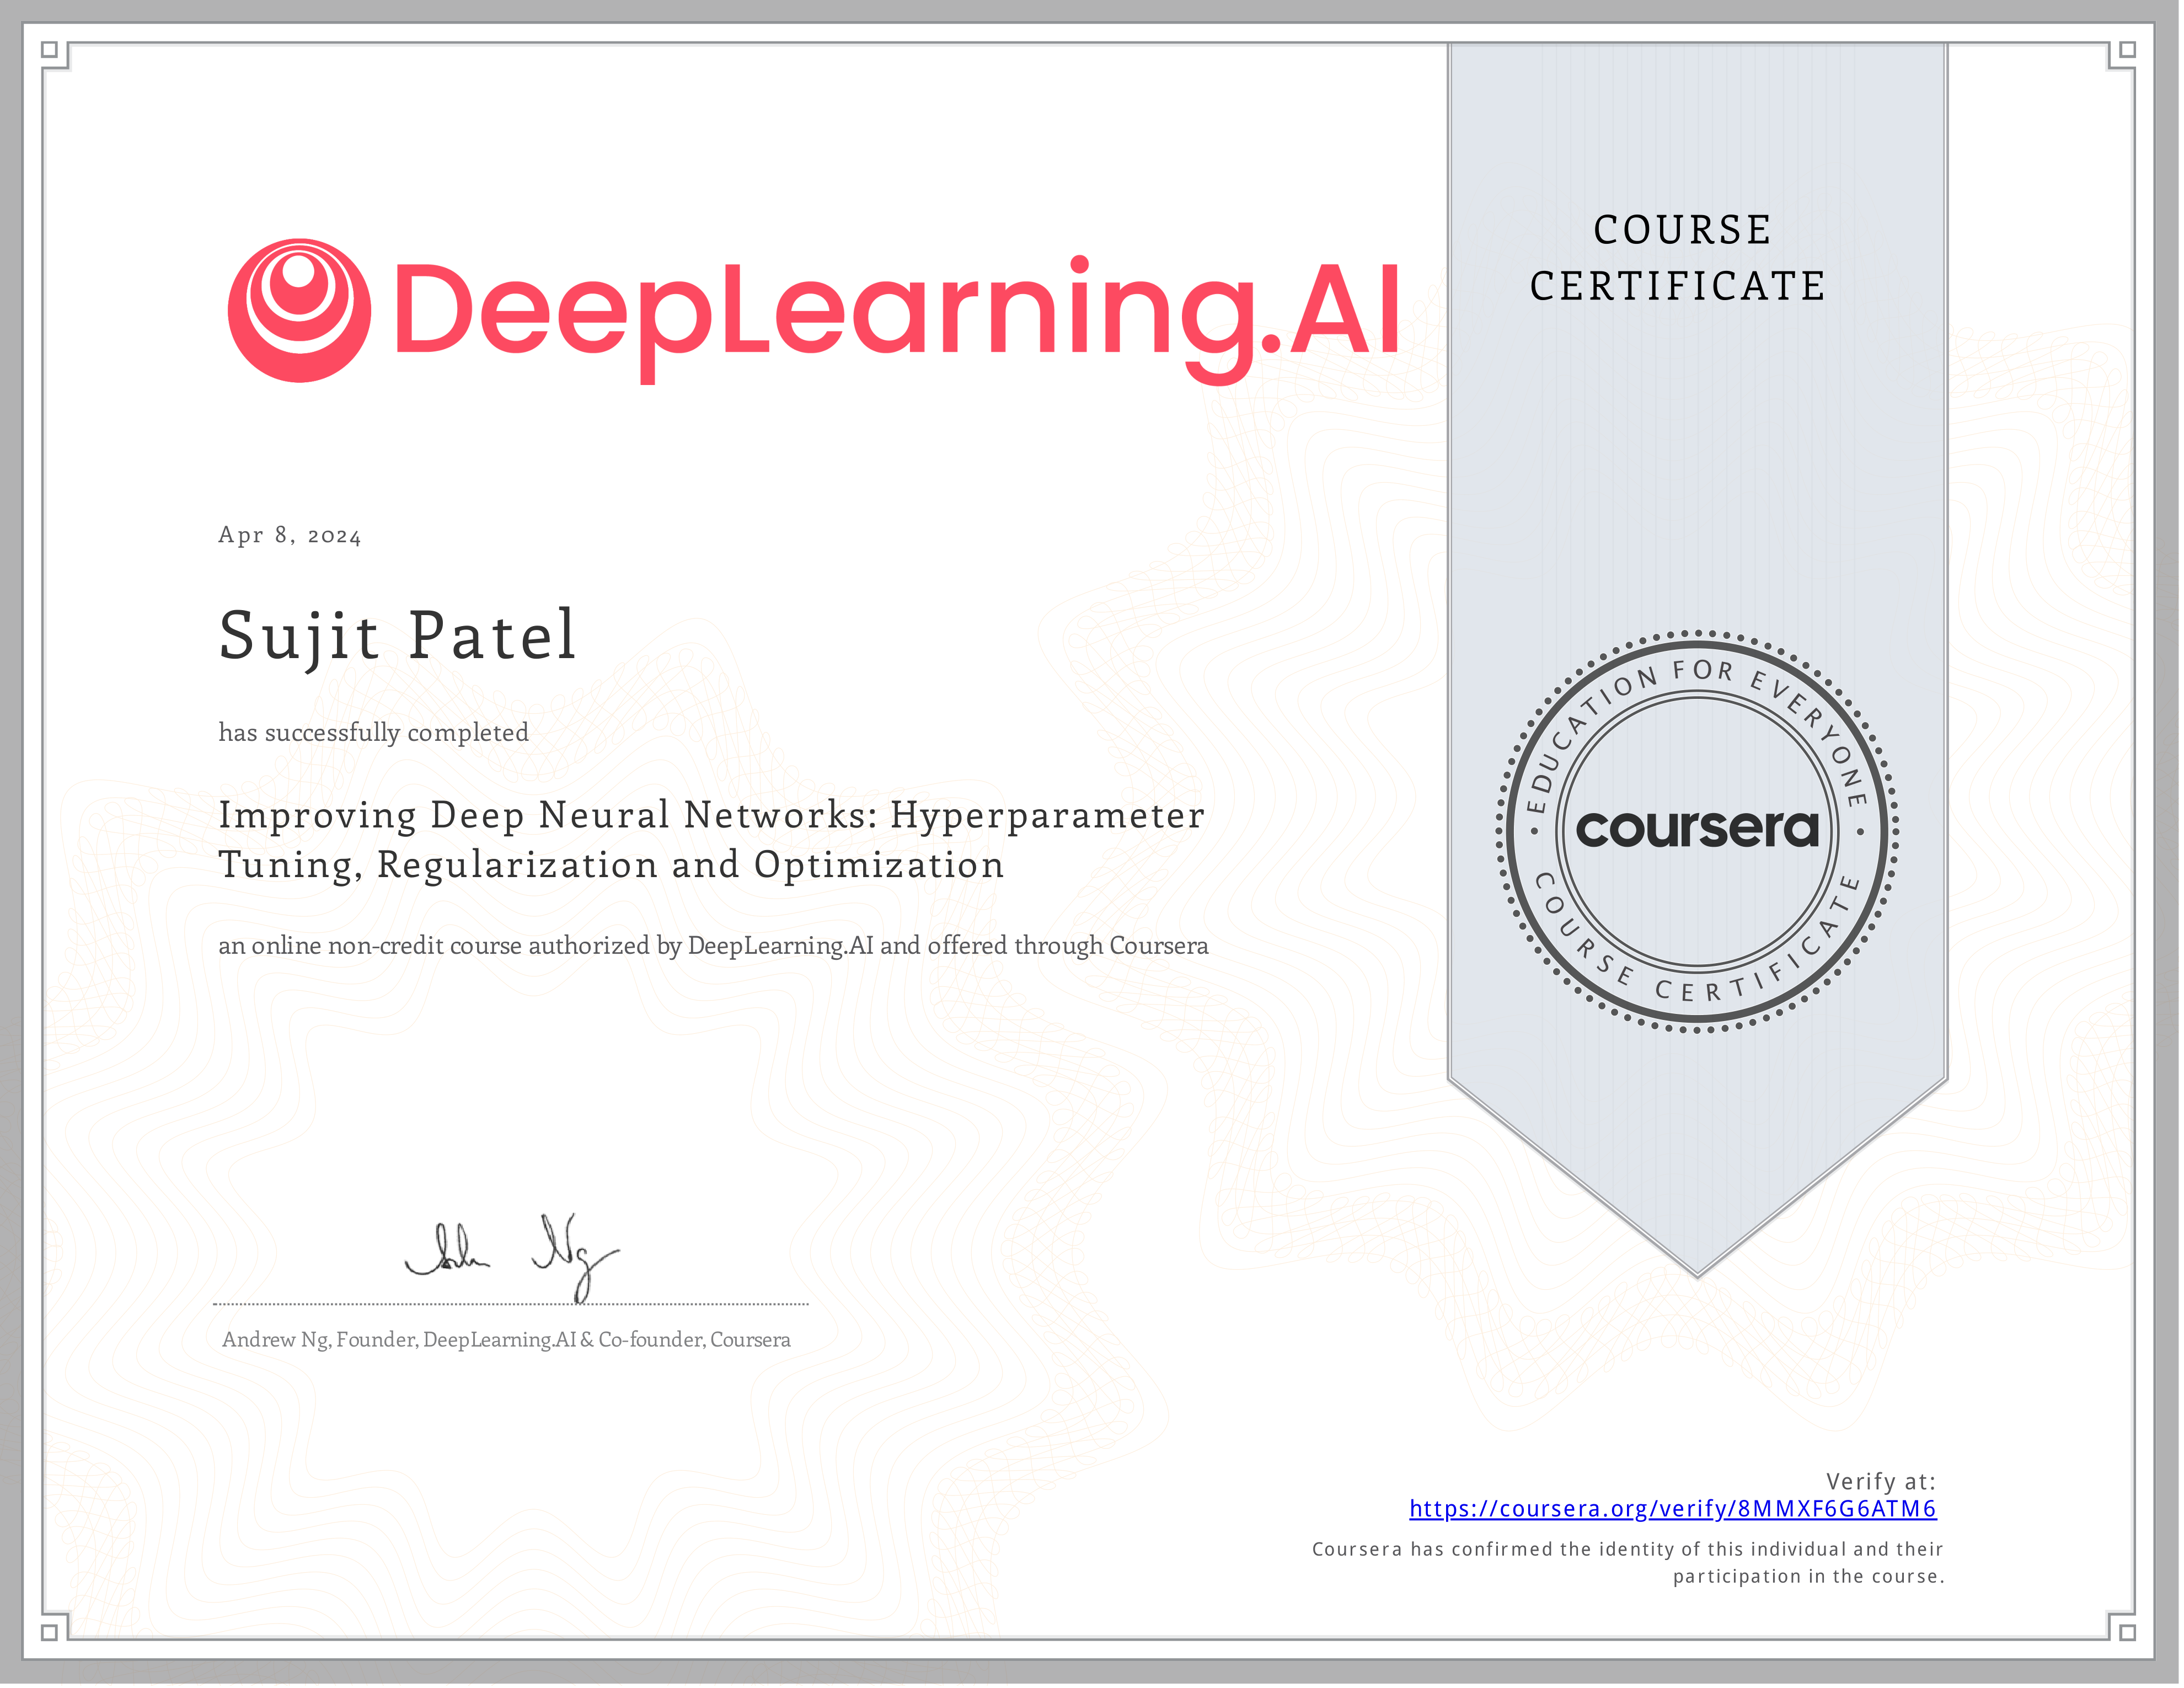 DeepLearning.AI
COURSE
CERTIFICATE
Apr 8, 2024
Sujit Patel
has successfully completed
Improving Deep Neural Networks: Hyperparameter
Tuning, Regularization and Optimization
an online non-credit course authorized by DeepLearning.AI and offered through Coursera
EDUCATION FOR EVERYONE
coursera
COURSE CERTIFICATE
Andrew Ng, Founder, DeepLearning.AI & Co-founder, Coursera
Verify at:
https://coursera.org/verify/8MMXF6G6ATM6
Coursera has confirmed the identity of this individual and their
participation in the course.